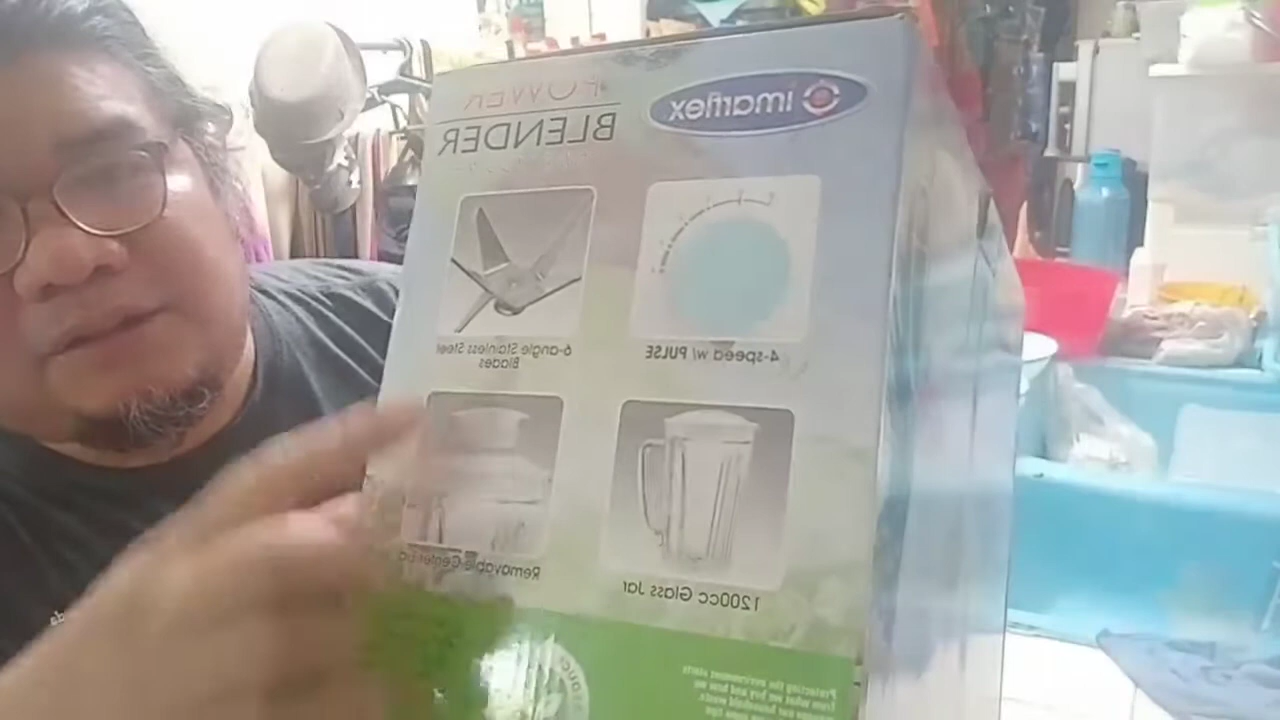 imarflex
POWER
BLENDER
4-speed w/ PULSE
6-angle Stainless Steel
Blades
1200cc Glass Jar
Removable Center Lid
Protecting the environment starts
from what we buy and how we